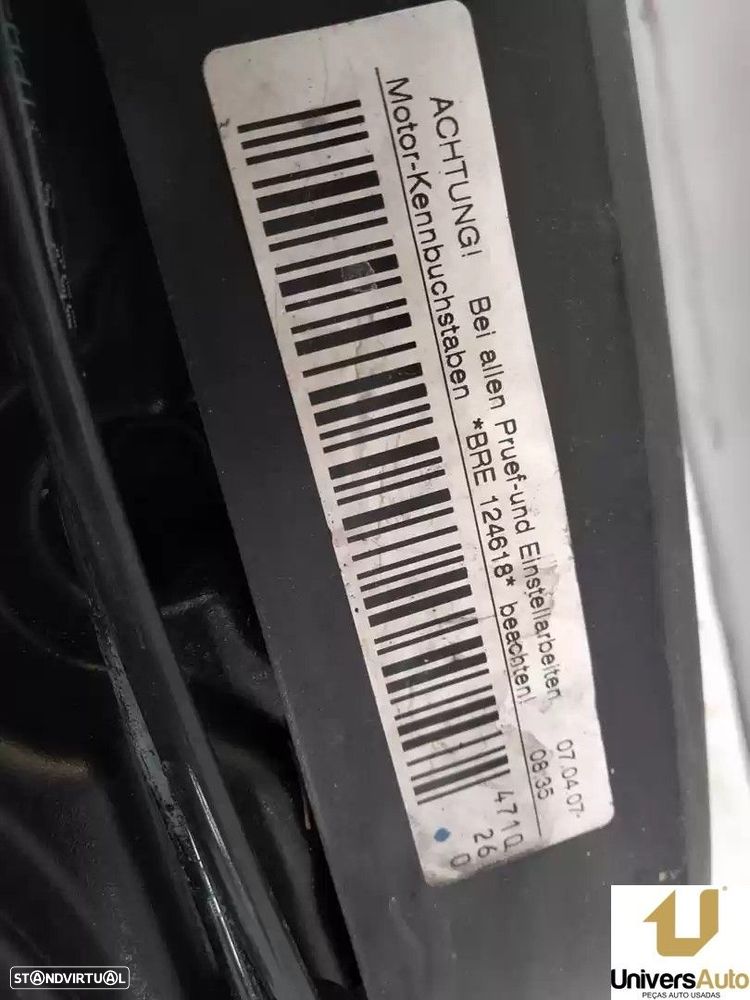 ACHTUNG! Bei allen Pruef-und Einstellarbeiten 07.04.07-
Motor-Kennbuchstaben *BRE 124618* beachten! 08:35
471Q
26
0
STANDVIRTUAL
UniversAuto
PEÇAS AUTO USADAS